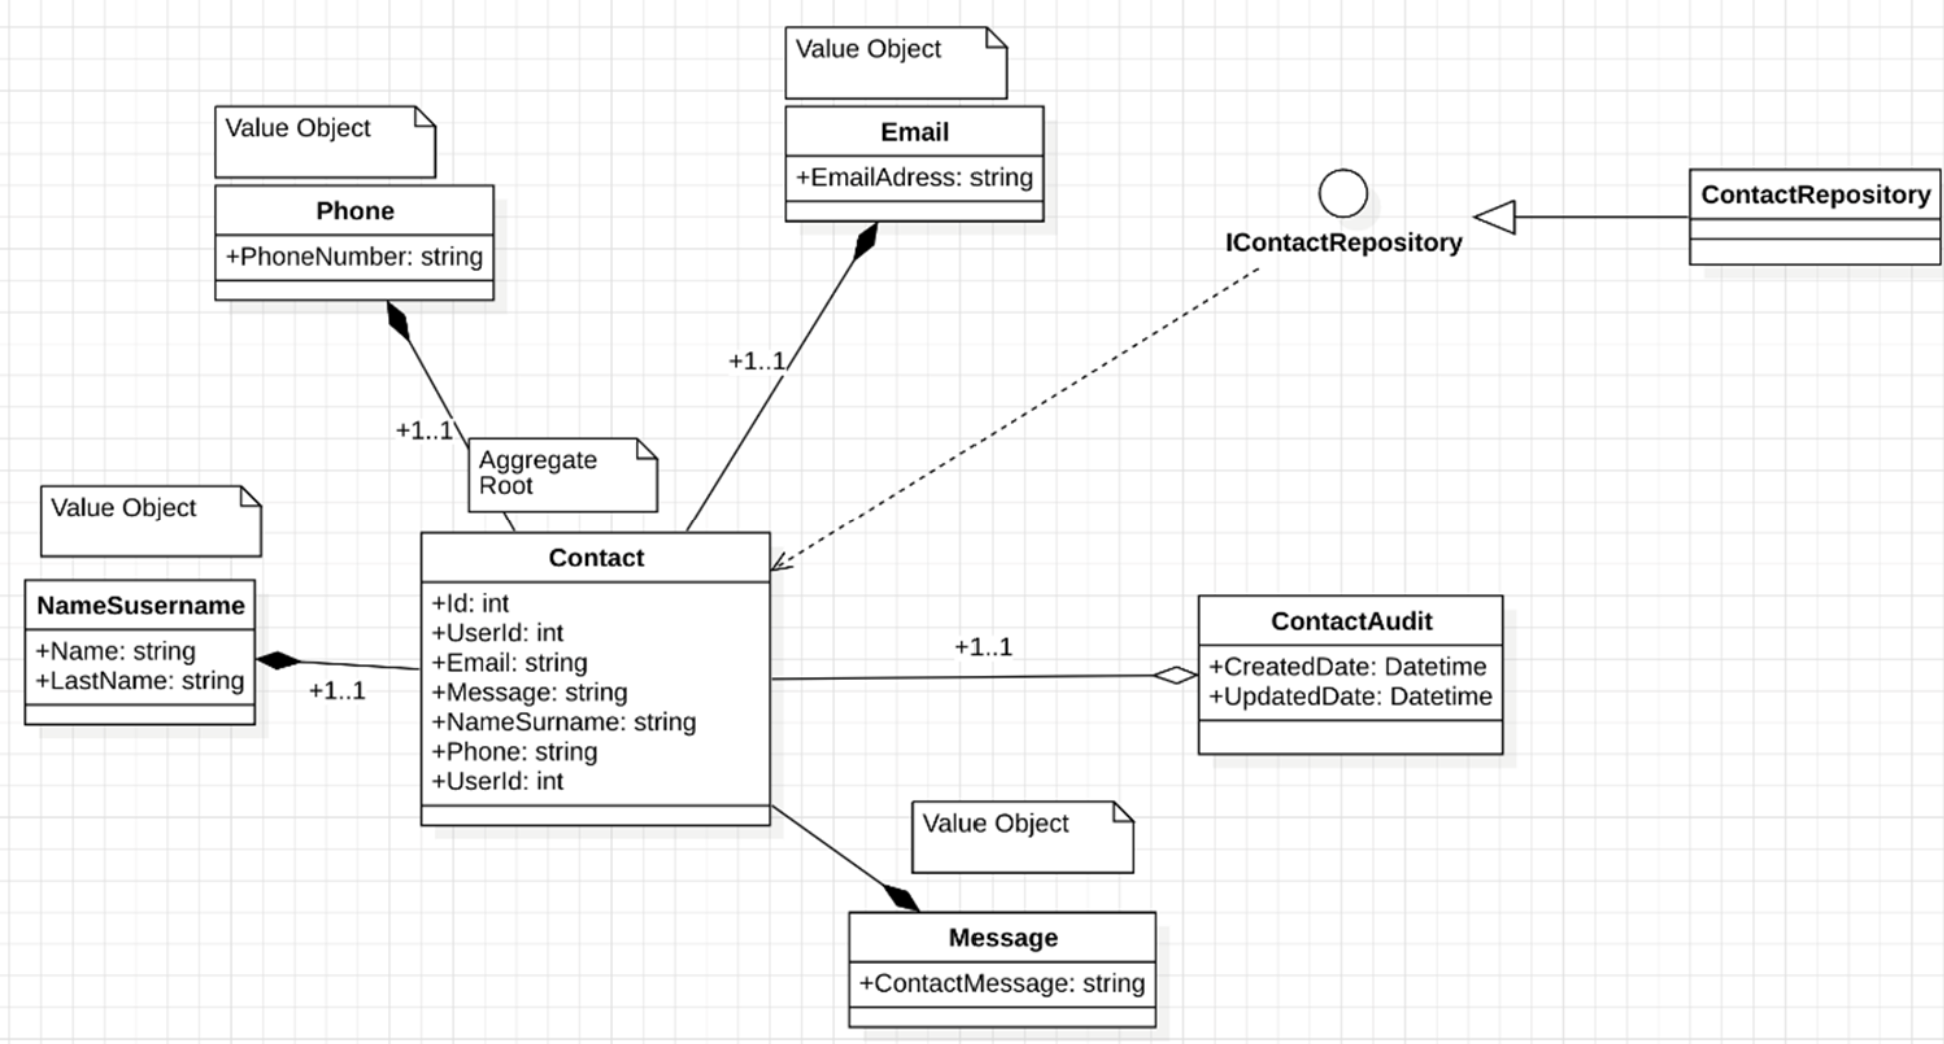 Value Object
Email
+EmailAdress: string
Value Object
Phone
+PhoneNumber: string
IContactRepository
ContactRepository
+1..1
+1..1
Aggregate
Root
Value Object
NameSusername
+Name: string
+LastName: string
+1..1
Contact
+Id: int
+UserId: int
+Email: string
+Message: string
+NameSurname: string
+Phone: string
+UserId: int
+1..1
ContactAudit
+CreatedDate: Datetime
+UpdatedDate: Datetime
Value Object
Message
+ContactMessage: string